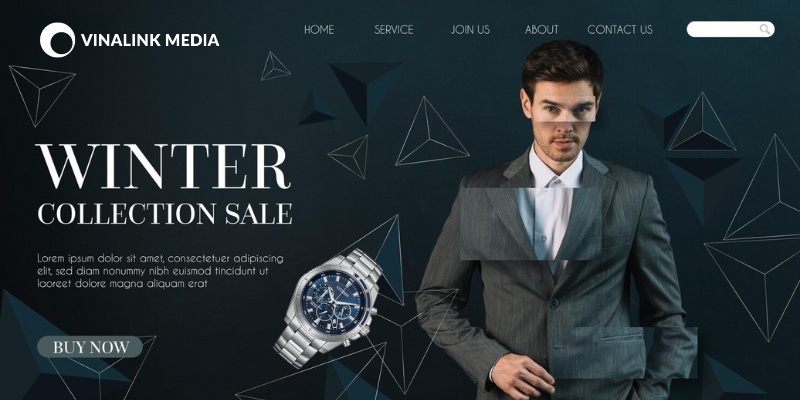 VINALINK MEDIA
HOME SERVICE JOIN US ABOUT CONTACT US
WINTER
COLLECTION SALE
Lorem ipsum dolor sit amet, consectetuer adipiscing
elit, sed diam nonummy nibh euismod tincidunt ut
laoreet dolore magna aliquam erat
BUY NOW